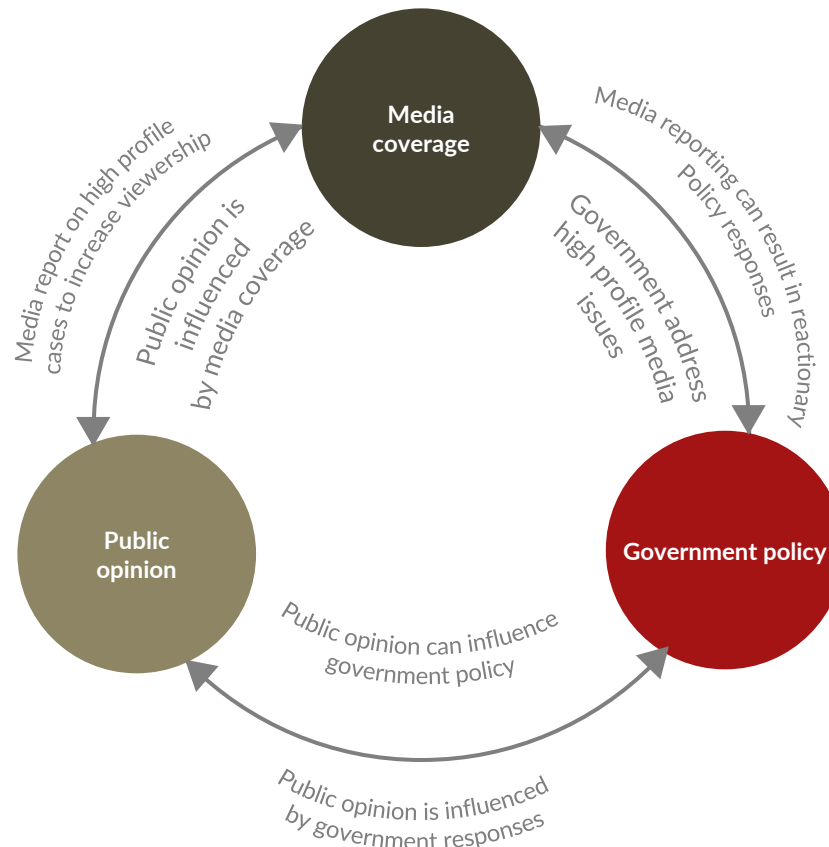 Media
coverage
Media report on high profile
cases to increase viewership
Public opinion is
influenced
by media coverage
Media reporting can result in reactionary
Policy responses
Government address
high profile media
issues
Public
opinion
Government policy
Public opinion can influence
government policy
Public opinion is influenced
by government responses